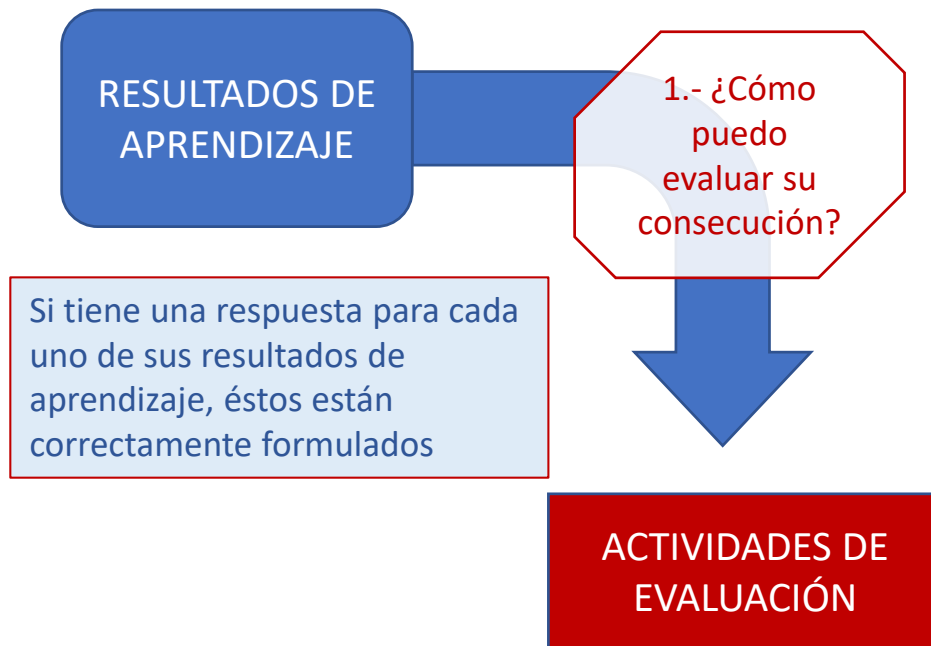 RESULTADOS DE
APRENDIZAJE
1.- ¿Cómo
puedo
evaluar su
consecución?
Si tiene una respuesta para cada
uno de sus resultados de
aprendizaje, éstos están
correctamente formulados
ACTIVIDADES DE
EVALUACIÓN